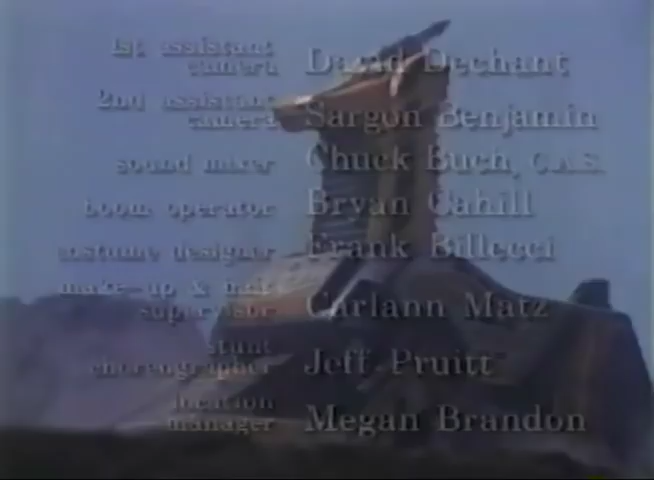 1st assistant David Dechant
camera
2nd assistant Sargon Benjamin
camera
sound mixer Chuck Buch, C.A.S.
boom operator Bryan Cahill
costume designer Frank Billecci
make-up & hair Carlann Matz
supervisor
stunt Jeff Pruitt
choreographer
location Megan Brandon
manager